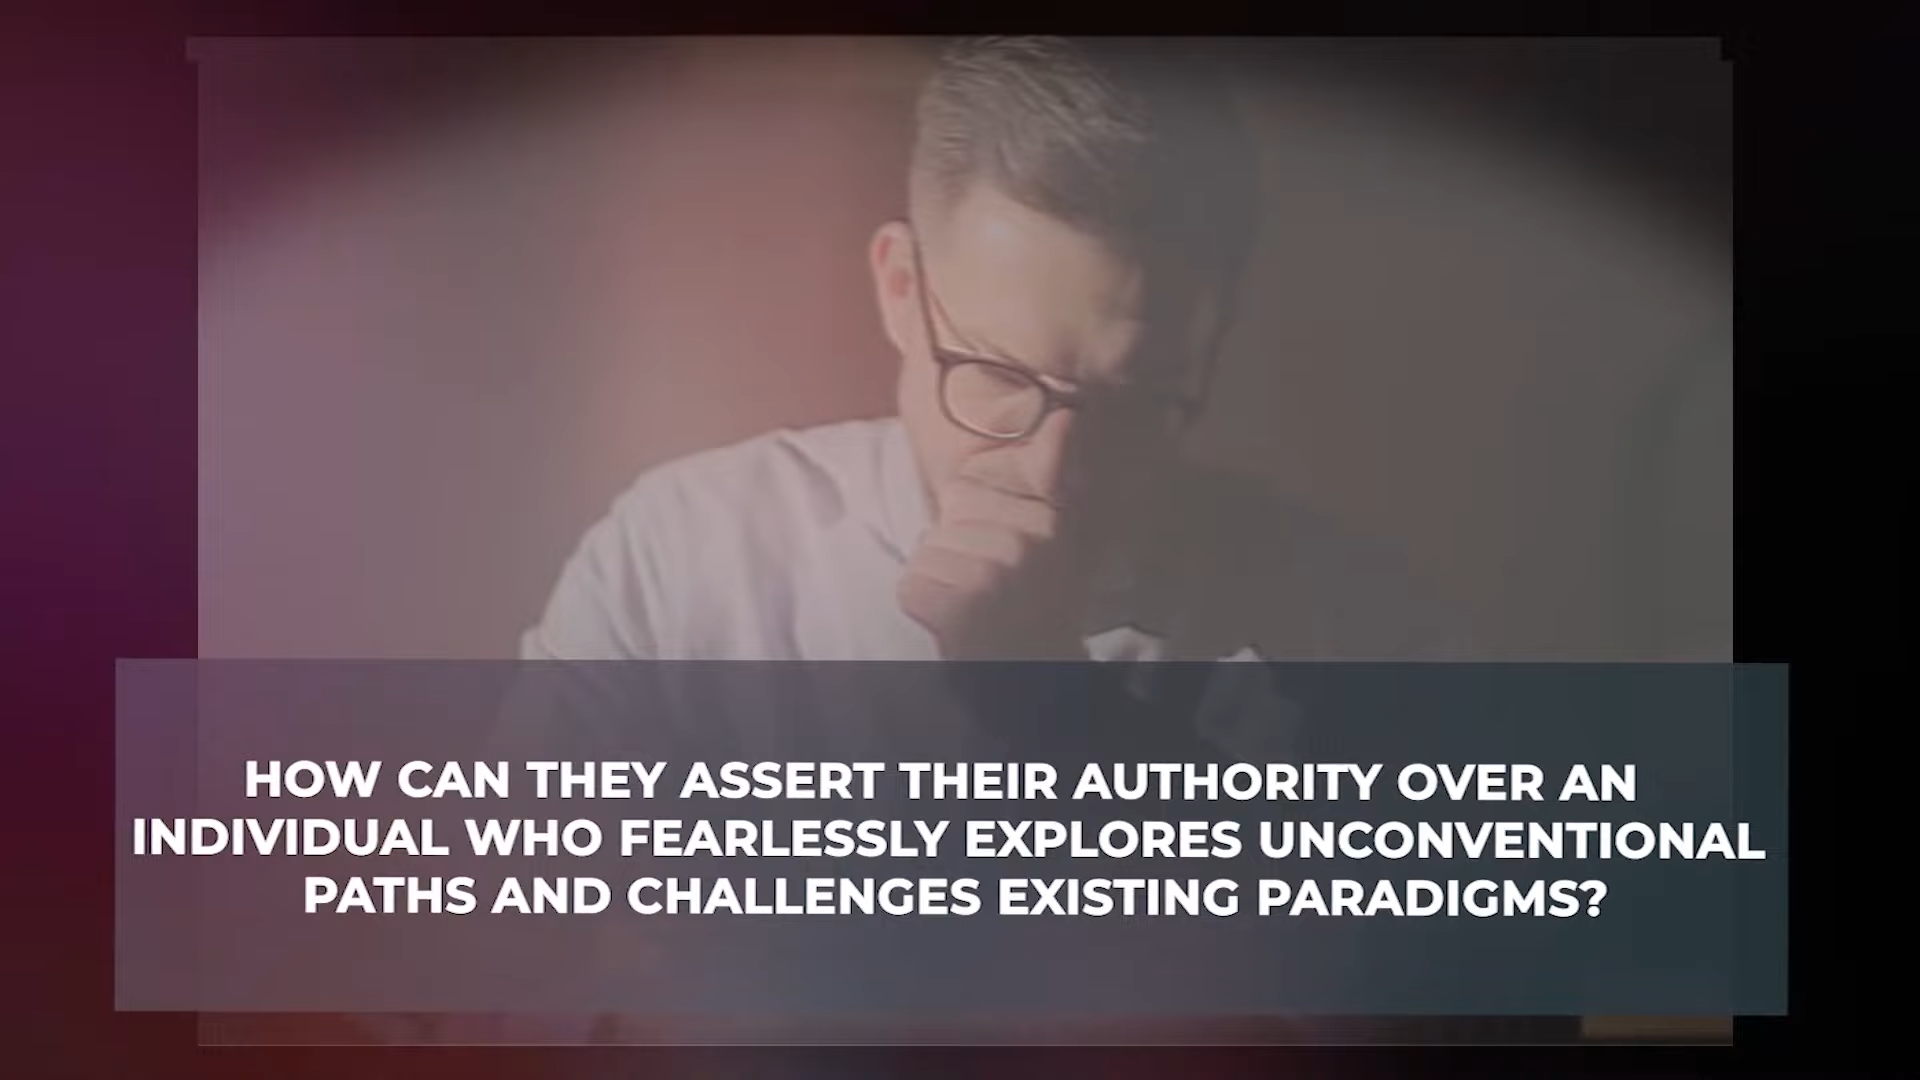 HOW CAN THEY ASSERT THEIR AUTHORITY OVER AN
INDIVIDUAL WHO FEARLESSLY EXPLORES UNCONVENTIONAL
PATHS AND CHALLENGES EXISTING PARADIGMS?